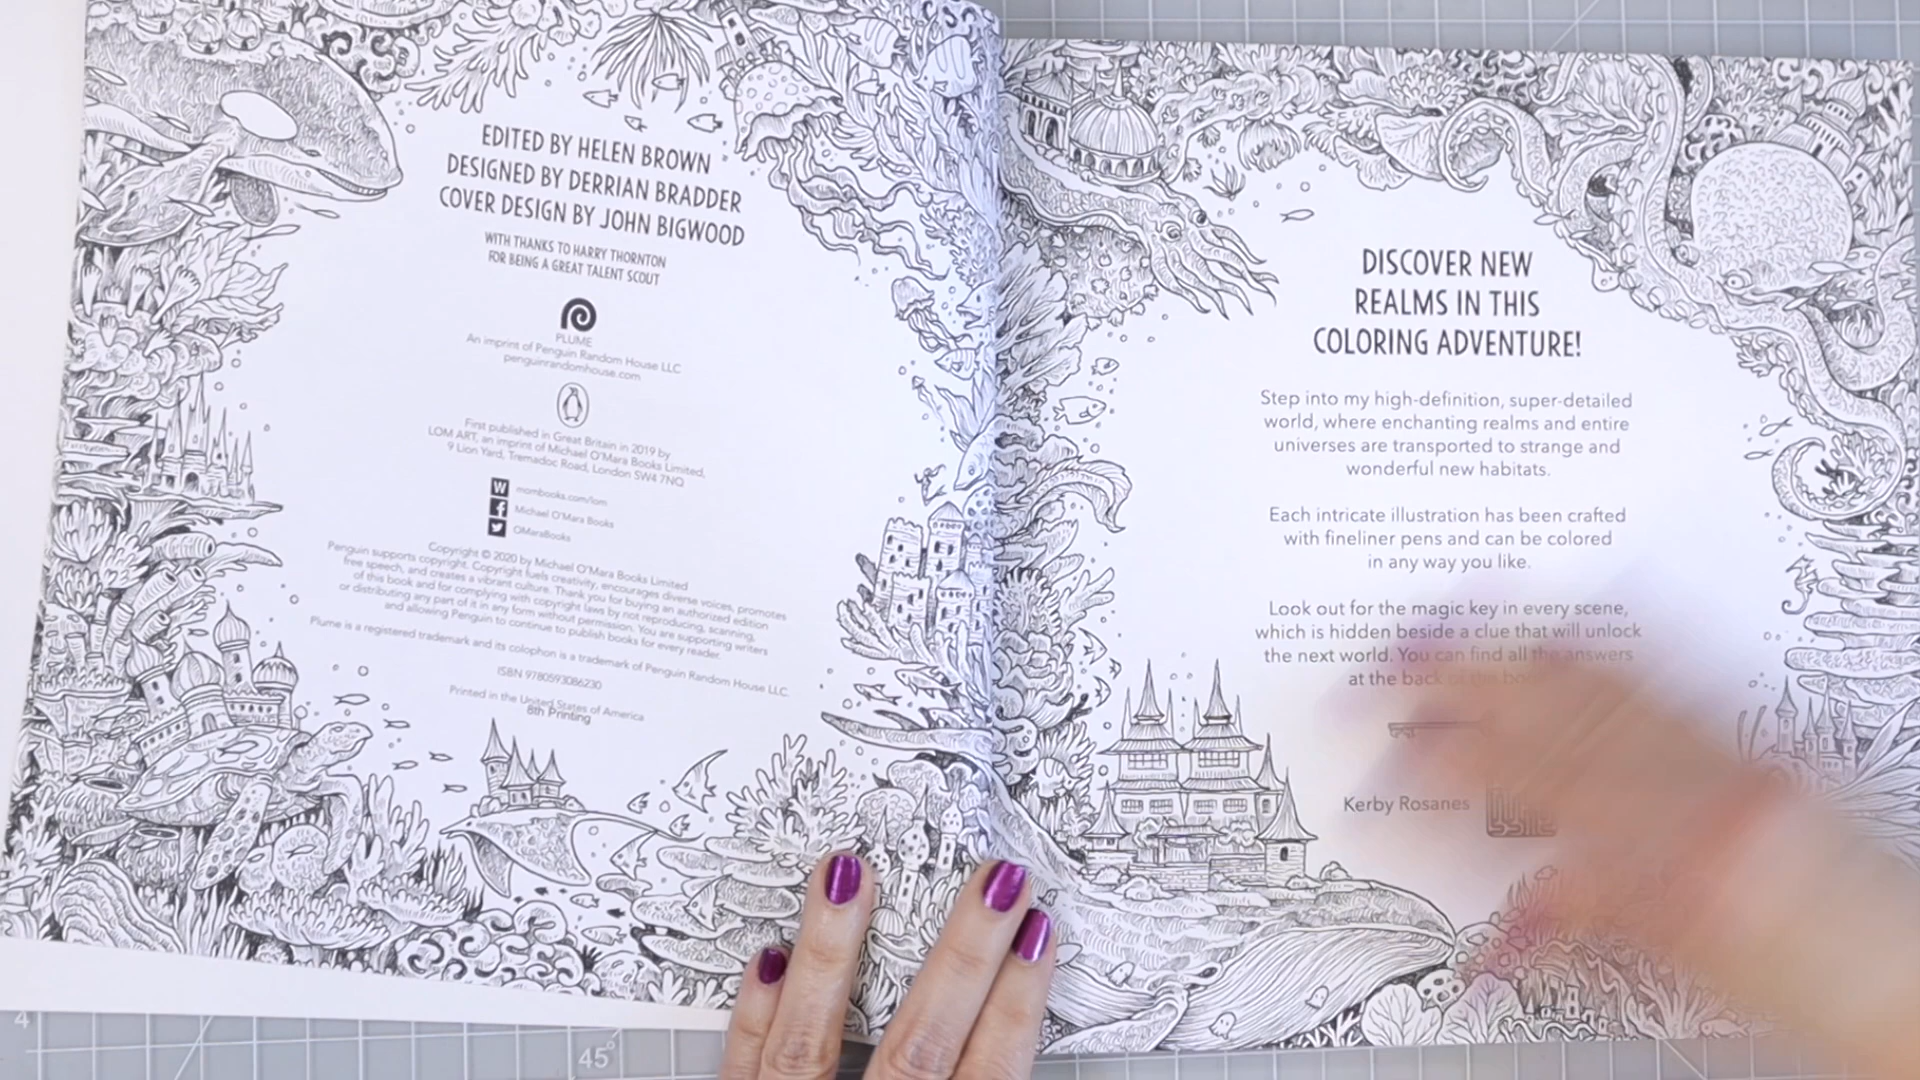 EDITED BY HELEN BROWN
DESIGNED BY DERRIAN BRADDER
COVER DESIGN BY JOHN BIGWOOD
WITH THANKS TO HARRY THORNTON
FOR BEING A GREAT TALENT SCOUT
PLUME
An imprint of Penguin Random House LLC
penguinrandomhouse.com
First published in Great Britain in 2019 by
LOM ART, an imprint of Michael O'Mara Books Limited,
9 Lion Yard, Tremadoc Road, London SW4 7NQ
W mombooks.com/lom
f Michael O'Mara Books
OMaraBooks
Copyright © 2020 by Michael O'Mara Books Limited
Penguin supports copyright. Copyright fuels creativity, encourages diverse voices, promotes
free speech, and creates a vibrant culture. Thank you for buying an authorized edition
of this book and for complying with copyright laws by not reproducing, scanning,
or distributing any part of it in any form without permission. You are supporting writers
and allowing Penguin to continue to publish books for every reader.
Plume is a registered trademark and its colophon is a trademark of Penguin Random House LLC.
ISBN 9780593086230
Printed in the United States of America
8th Printing
DISCOVER NEW
REALMS IN THIS
COLORING ADVENTURE!
Step into my high-definition, super-detailed
world, where enchanting realms and entire
universes are transported to strange and
wonderful new habitats.
Each intricate illustration has been crafted
with fineliner pens and can be colored
in any way you like.
Look out for the magic key in every scene,
which is hidden beside a clue that will unlock
the next world. You can find all the answers
at the back of the book.
Kerby Rosanes
4
45°